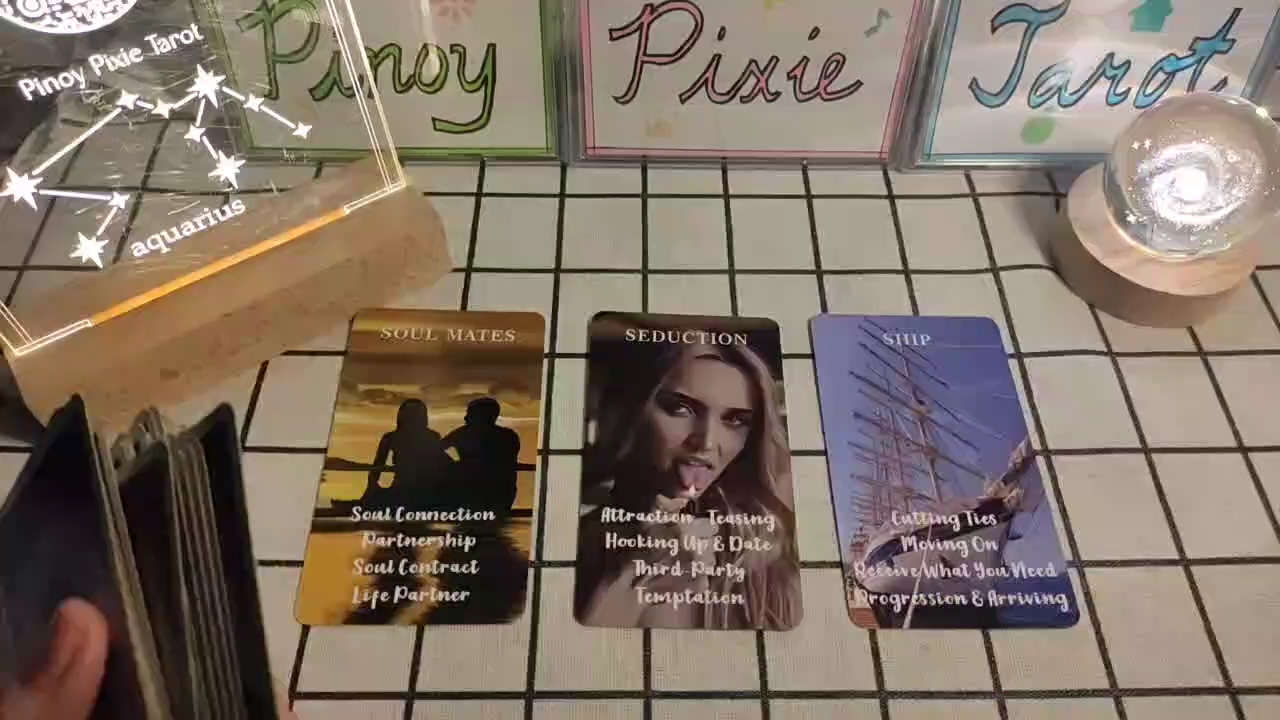 Pinoy Pixie Tarot
aquarius
Pinoy
Pixie
Tarot
SOUL MATES
Soul Connection
Partnership
Soul Contract
Life Partner
SEDUCTION
Attraction Teasing
Hooking Up & Date
Third-Party
Temptation
SHIP
Cutting Ties
Moving On
Receive What You Need
Progression & Arriving